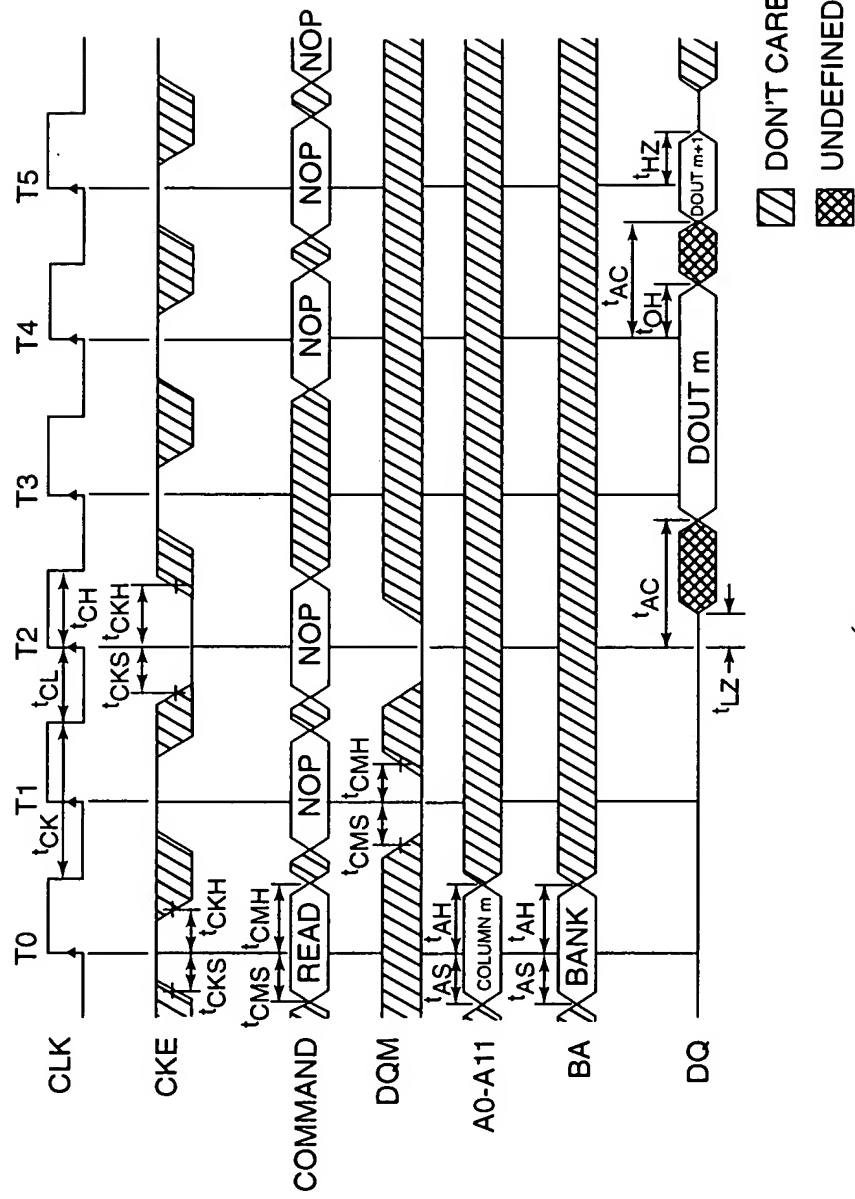 T0 T1 T2 T3 T4 T5
CLK
tCK tCL tCH
CKE
tCKS tCKH tCKS tCKH
COMMAND
READ NOP NOP NOP NOP NOP
tCMS tCMH
DQM
tCMS tCMH
A0-A11
COLUMN m
tAS tAH
BA
BANK
tAS tAH
DQ
tLZ tAC DOUT m tOH tAC DOUT m+1 tHZ
DON'T CARE
UNDEFINED